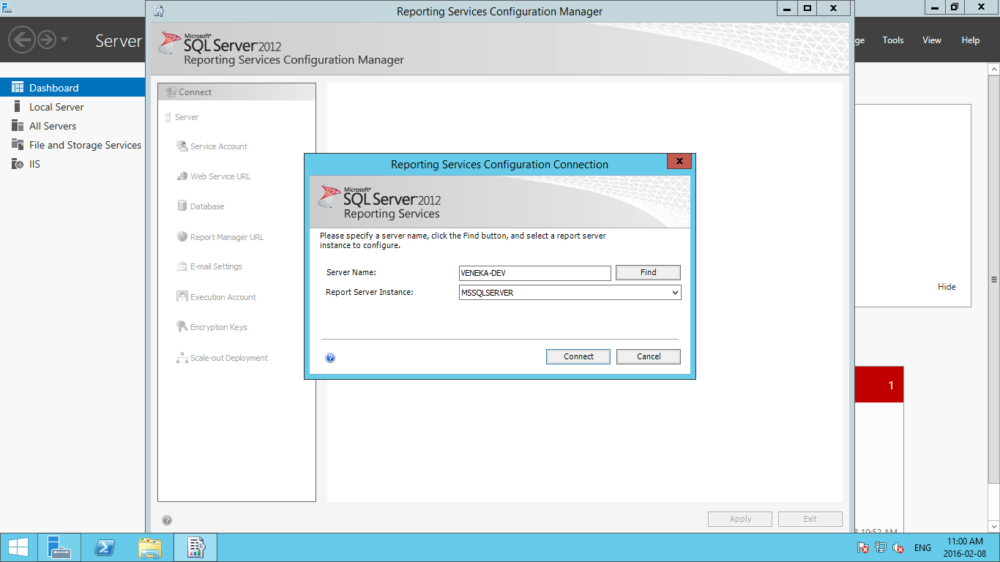 Reporting Services Configuration Manager
Server
Tools
View
Help
Microsoft®
SQL Server®2012
Reporting Services Configuration Manager
Dashboard
Local Server
All Servers
File and Storage Services
IIS
Connect
Server
Service Account
Web Service URL
Database
Report Manager URL
E-mail Settings
Execution Account
Encryption Keys
Scale-out Deployment
Reporting Services Configuration Connection
Microsoft®
SQL Server®2012
Reporting Services
Please specify a server name, click the Find button, and select a report server
instance to configure.
Server Name:
VENEKA-DEV
Find
Report Server Instance:
MSSQLSERVER
Connect
Cancel
Hide
1
10:52 AM
Apply
Exit
ENG
11:00 AM
2016-02-08